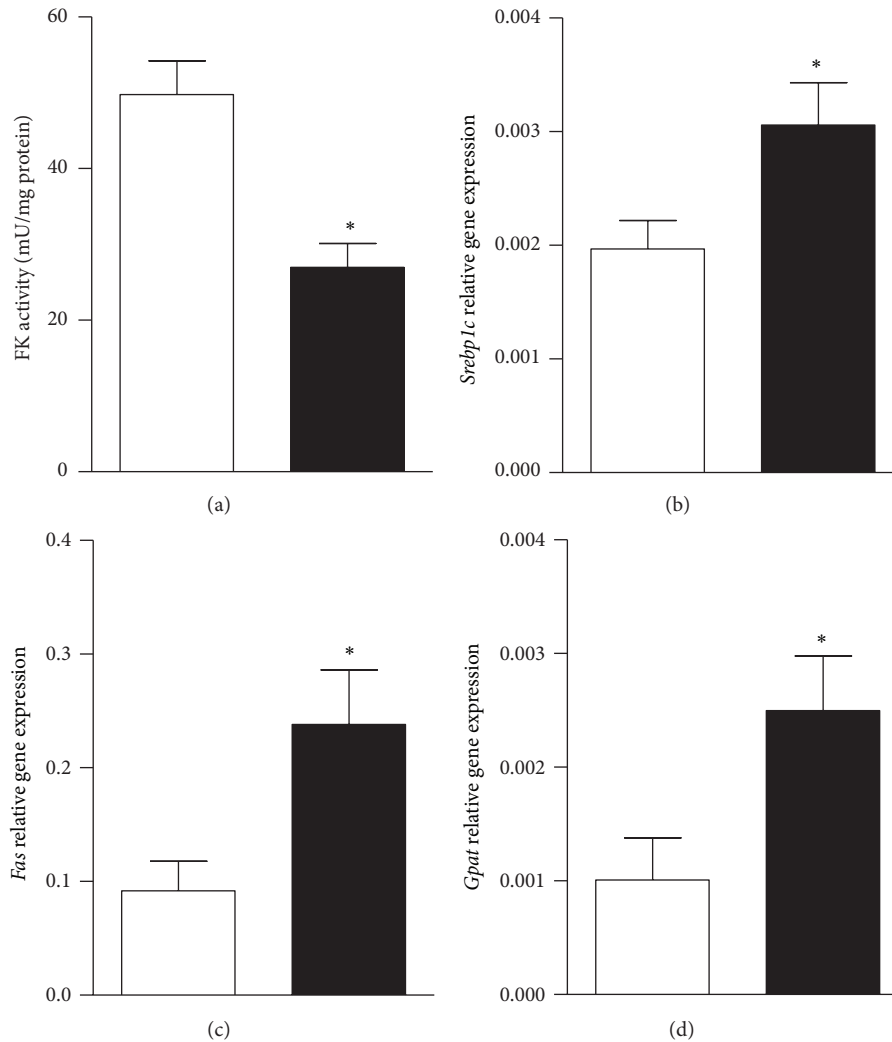 60
40
20
0
FK activity (mU/mg protein)
*
(a)
0.004
0.003
0.002
0.001
0.000
Srebp1c relative gene expression
*
(b)
0.4
0.3
0.2
0.1
0.0
Fas relative gene expression
*
(c)
0.004
0.003
0.002
0.001
0.000
Gpat relative gene expression
*
(d)